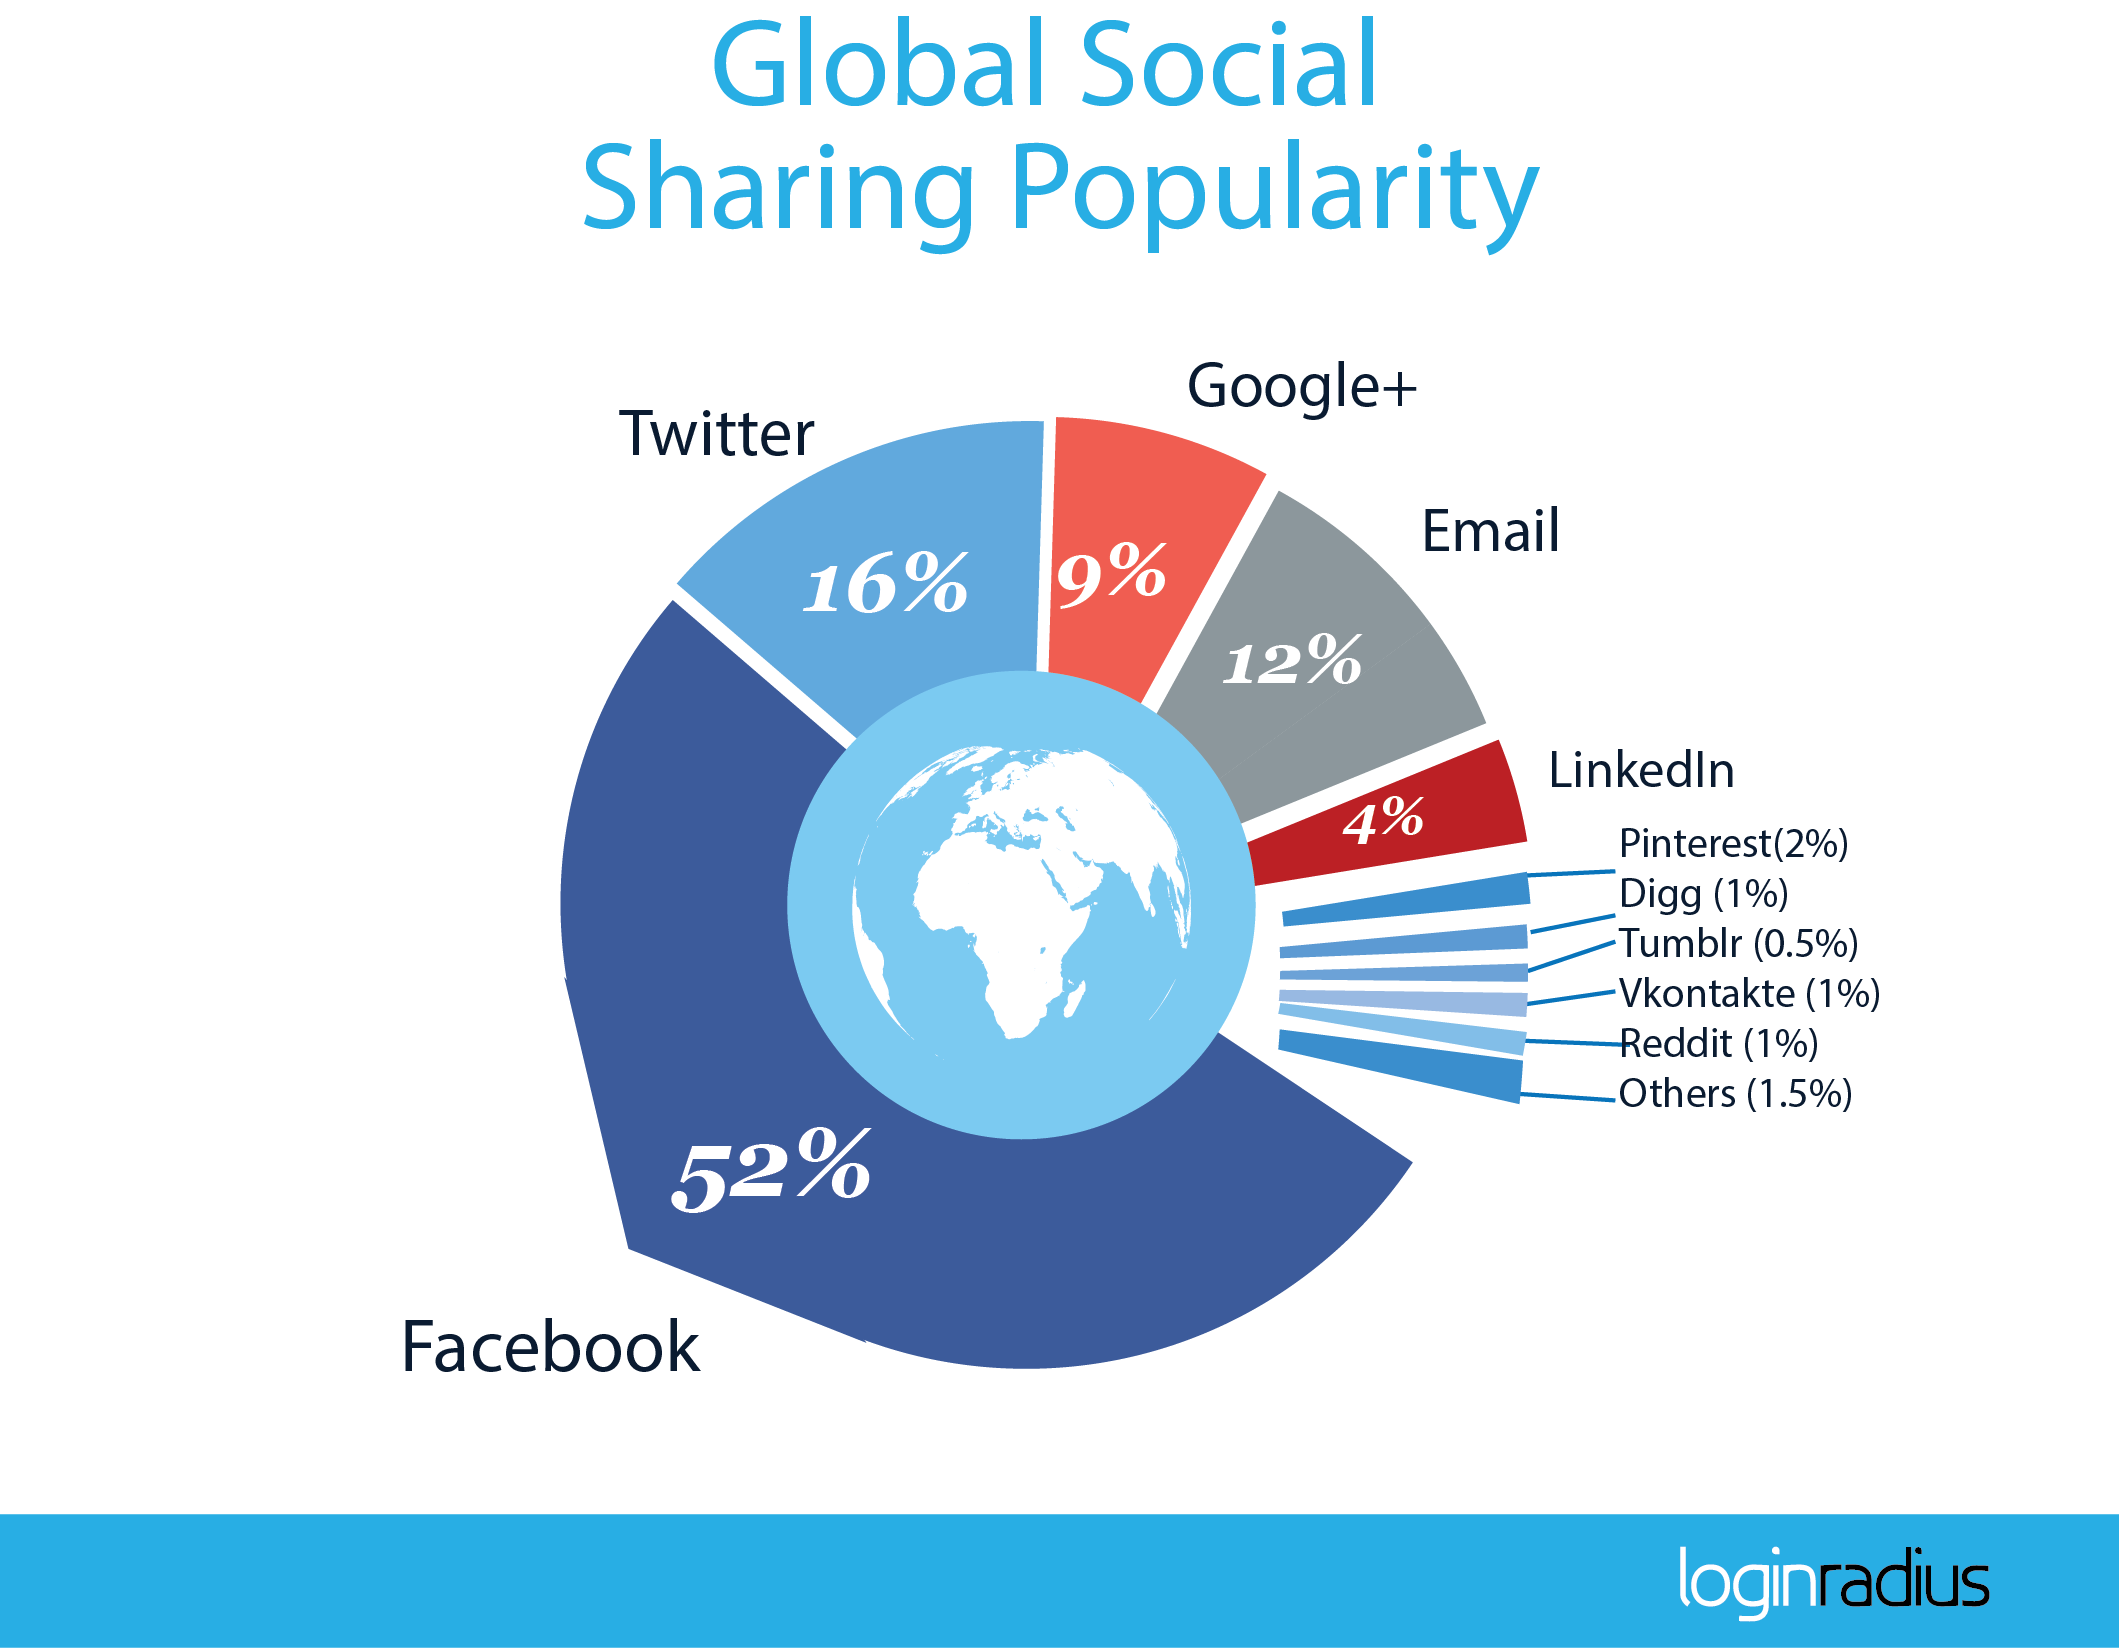 Global Social
Sharing Popularity
Google+
Twitter
Email
16%
9%
12%
LinkedIn
4%
Pinterest(2%)
Digg (1%)
Tumblr (0.5%)
Vkontakte (1%)
Reddit (1%)
Others (1.5%)
52%
Facebook
loginradius